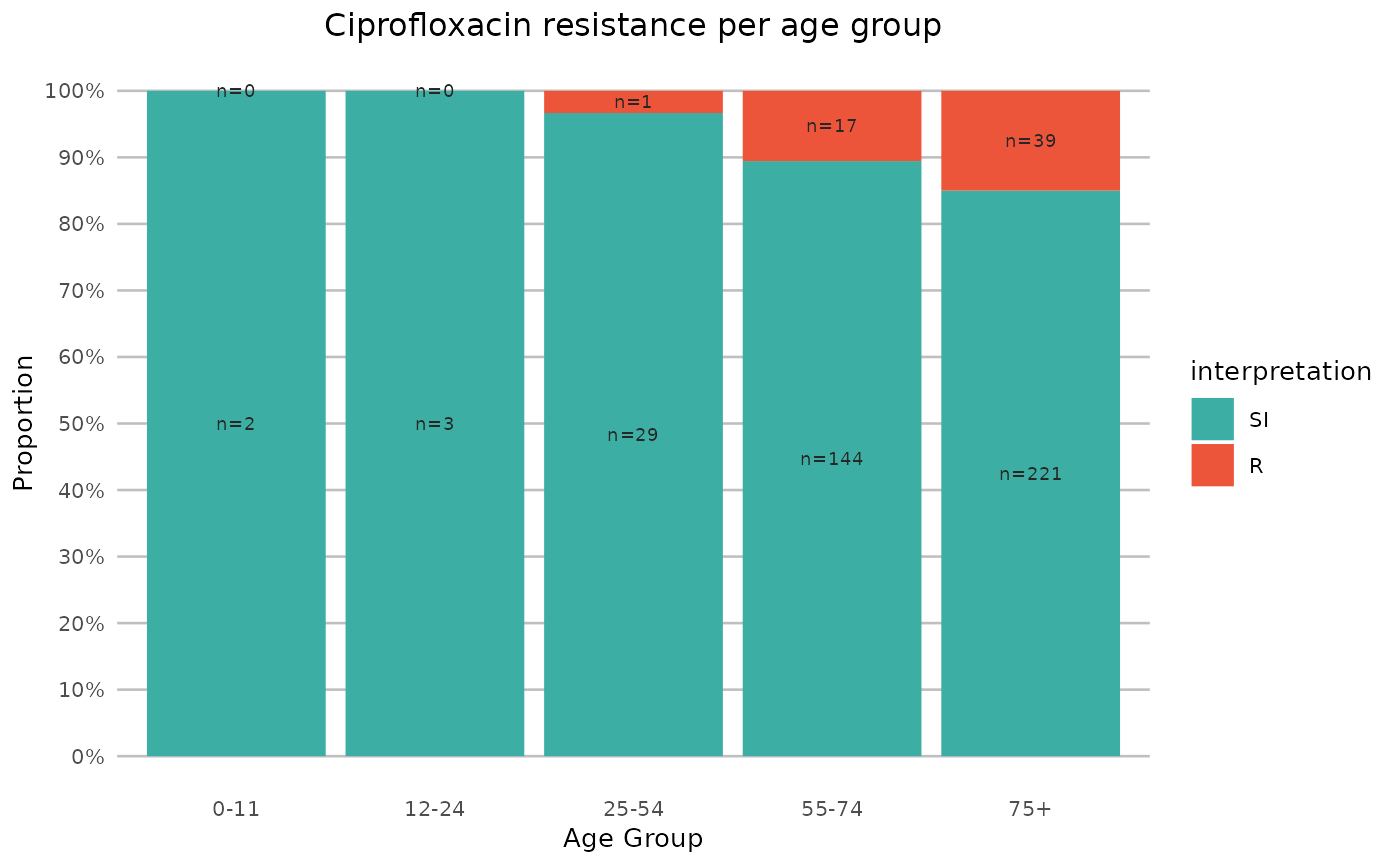 Ciprofloxacin resistance per age group
100%
90%
80%
70%
60%
50%
40%
30%
20%
10%
0%
Proportion
n=0
n=0
n=1
n=17
n=39
n=2
n=3
n=29
n=144
n=221
0-11
12-24
25-54
55-74
75+
Age Group
interpretation
SI
R